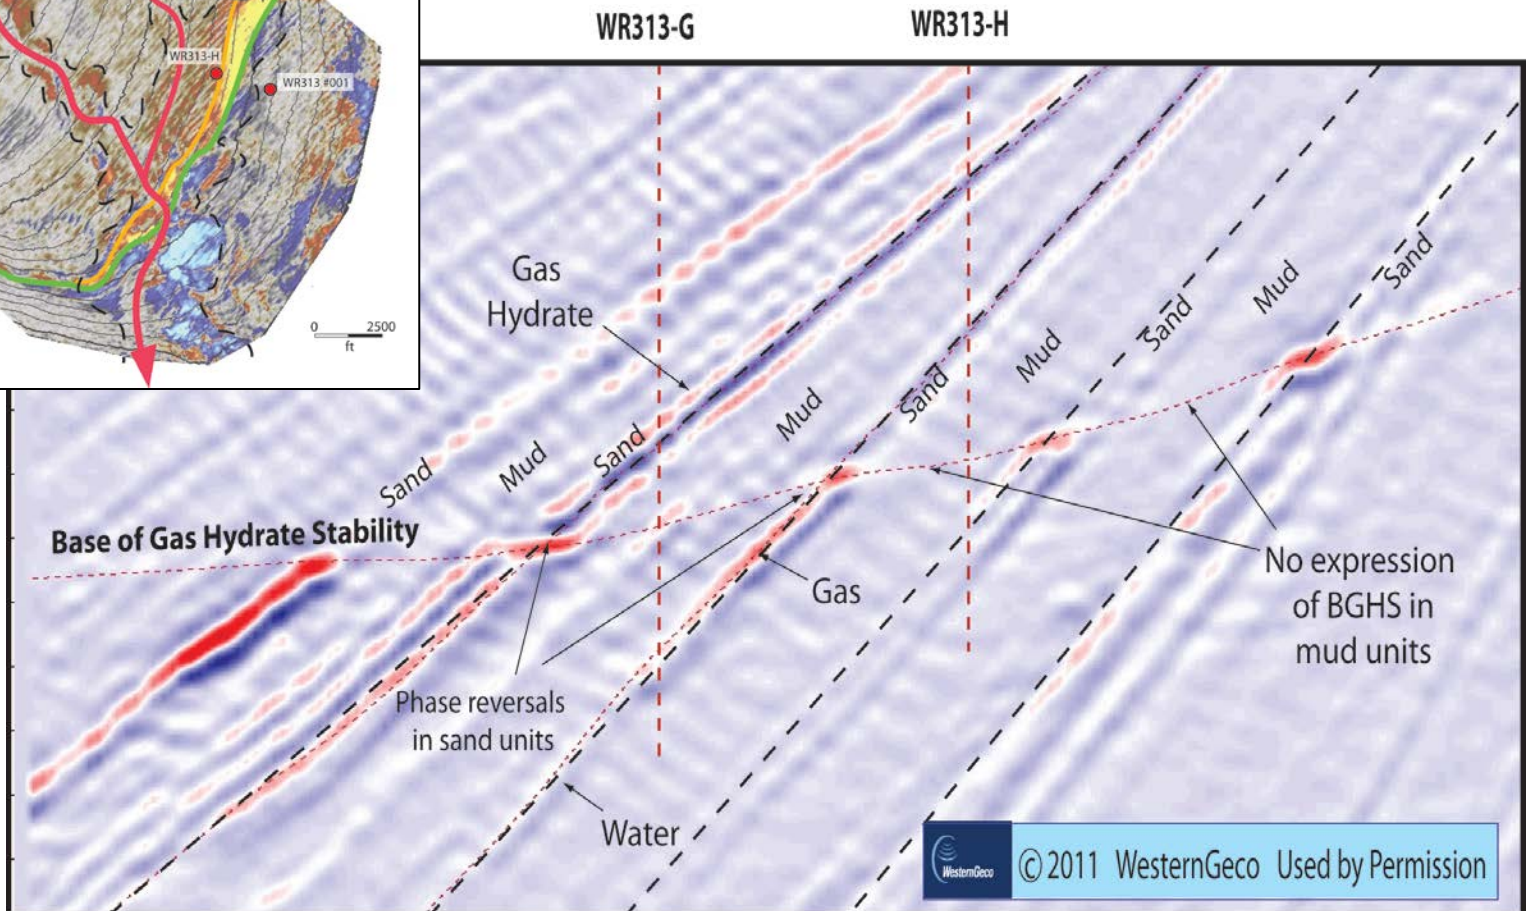 WR313-G
WR313-H
WR313-H
WR313 #001
0 2500
ft
Gas
Hydrate
Sand
Mud
Sand
Mud
Sand
Mud
Sand
Mud
Sand
Base of Gas Hydrate Stability
Gas
No expression
of BGHS in
mud units
Phase reversals
in sand units
Water
WesternGeco
© 2011 WesternGeco Used by Permission